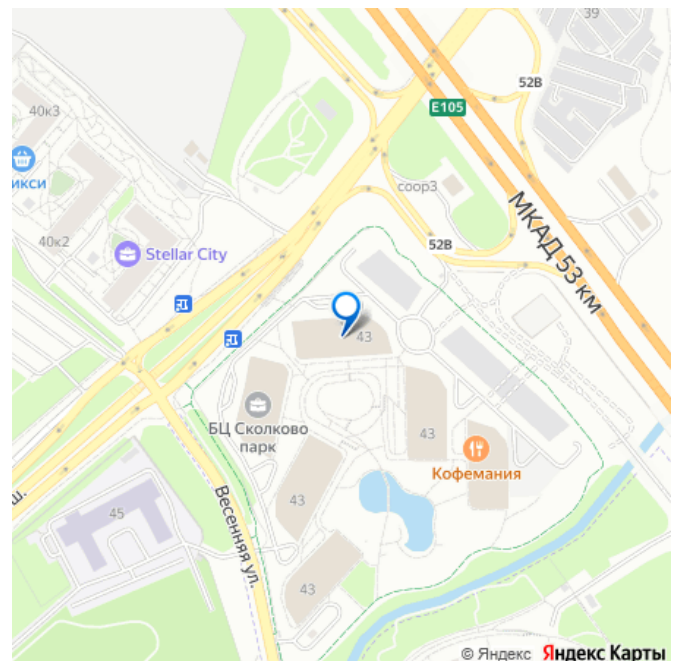 39
52В
E105
40к3
МКАД 53 км
соор3
икси
40к2
Stellar City
52В
43
БЦ Сколково
парк
43
Кофемания
ш.
45
Весенняя ул.
43
43
© Яндекс Яндекс Карты